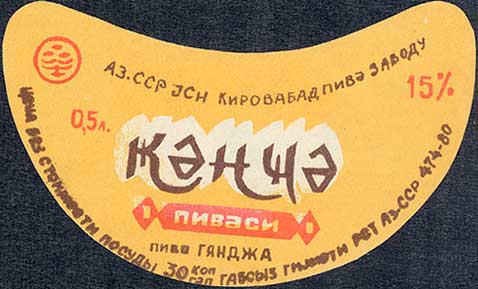 АЗ.ССР ЈСН КИРОВАБАД ПИВӘ ЗАВОДУ
0,5л.
15%
ҜӘНҸӘ
ПИВАСИ
ПИВО ГЯНДЖА
ЦЕНА БЕЗ СТОИМОСТИ ПОСУДЫ 30 КОП ГӘП ГАБСЫЗ ГИЈМӘТИ РСТ АЗ-ССР 474-80